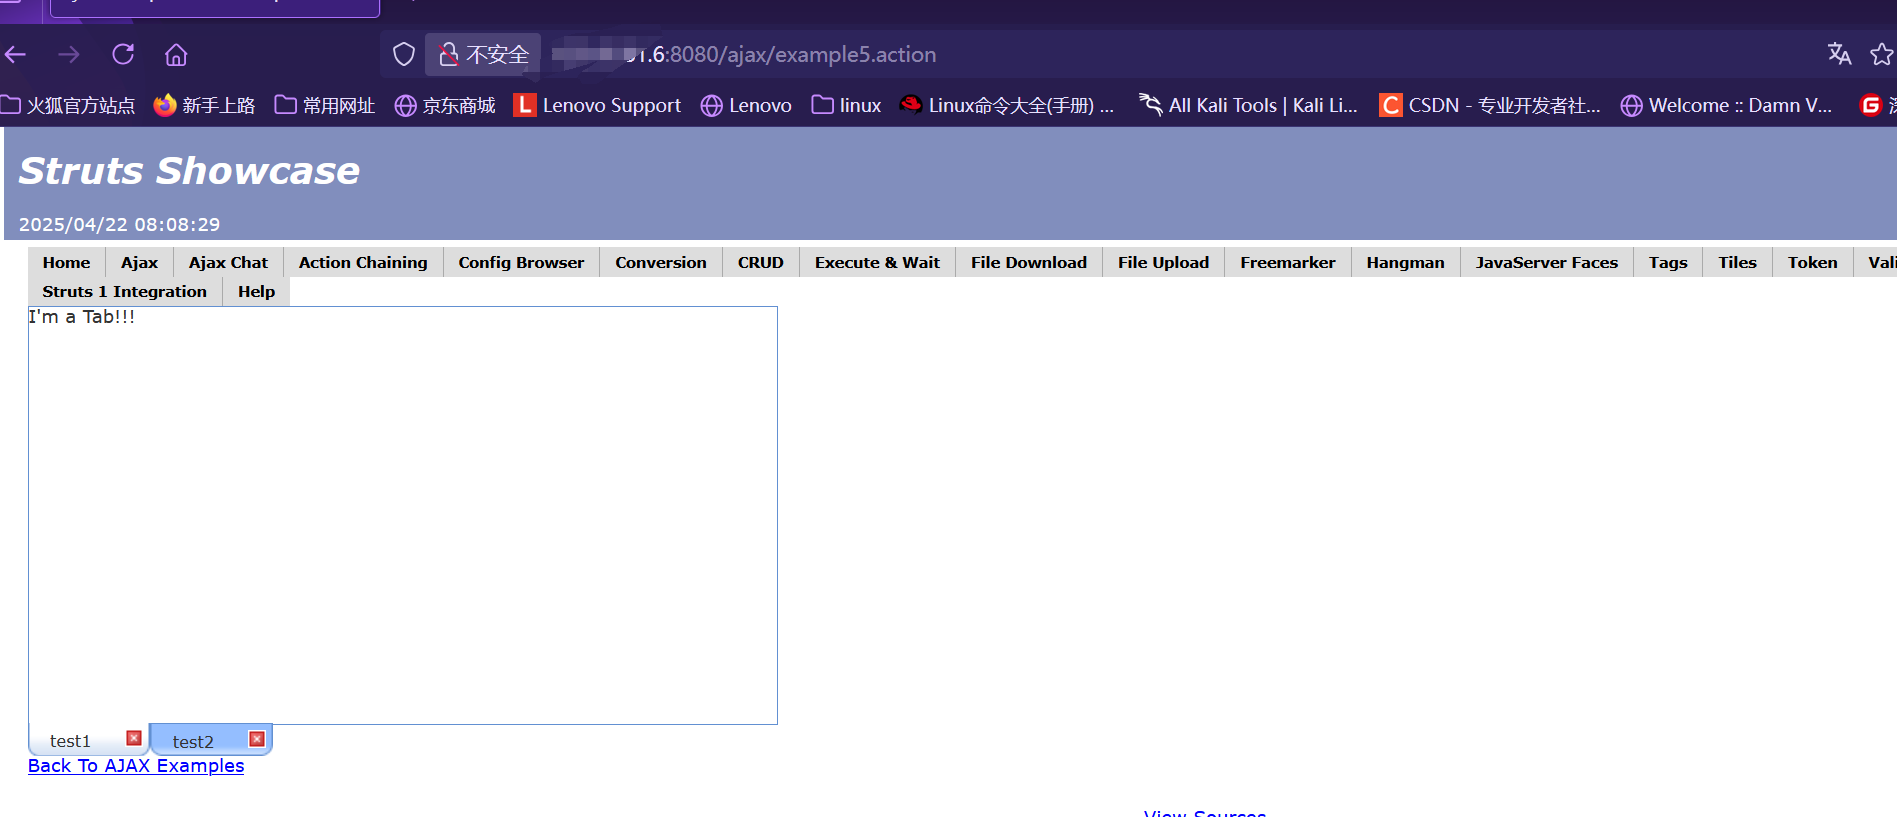 不安全 1.6:8080/ajax/example5.action
火狐官方站点 新手上路 常用网址 京东商城 Lenovo Support Lenovo linux Linux命令大全(手册) ... All Kali Tools | Kali Li... CSDN - 专业开发者社... Welcome :: Damn V...
Struts Showcase
2025/04/22 08:08:29
Home Ajax Ajax Chat Action Chaining Config Browser Conversion CRUD Execute & Wait File Download File Upload Freemarker Hangman JavaServer Faces Tags Tiles Token Vali
Struts 1 Integration Help
I'm a Tab!!!
test1 test2
Back To AJAX Examples
View Sources